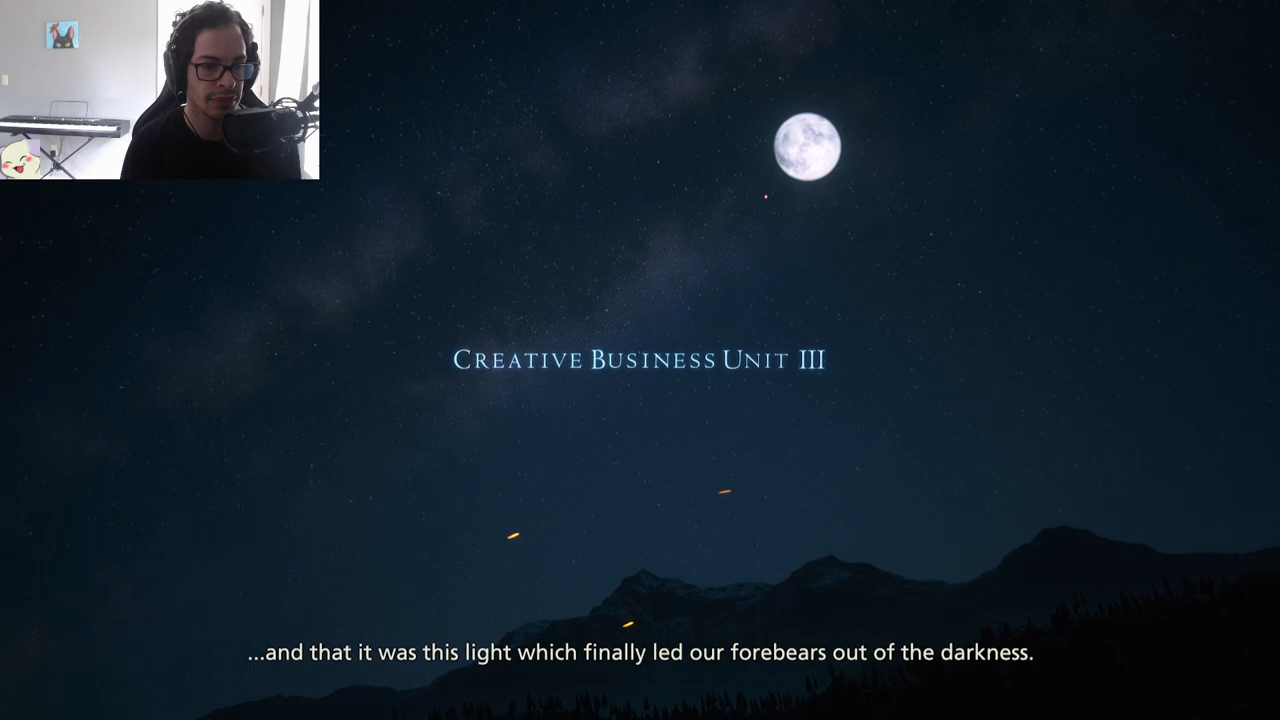 CREATIVE BUSINESS UNIT III
...and that it was this light which finally led our forebears out of the darkness.